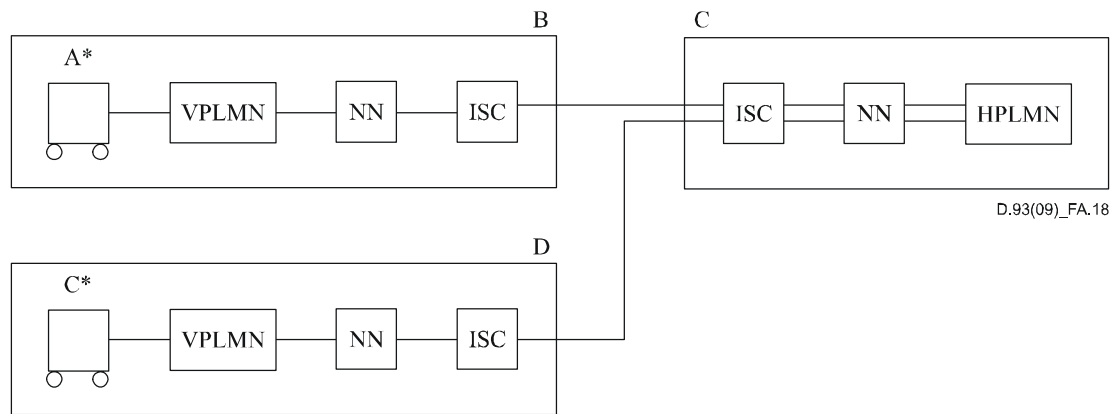 B
A*
VPLMN NN ISC
C
ISC NN HPLMN
D.93(09)_FA.18
D
C*
VPLMN NN ISC